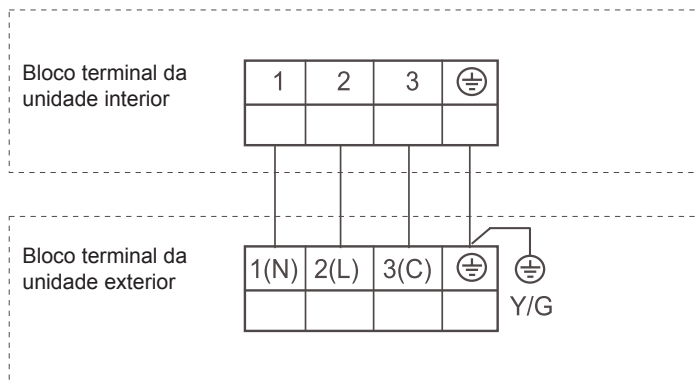 Bloco terminal da
unidade interior
1 2 3
Bloco terminal da
unidade exterior
1(N) 2(L) 3(C)
Y/G